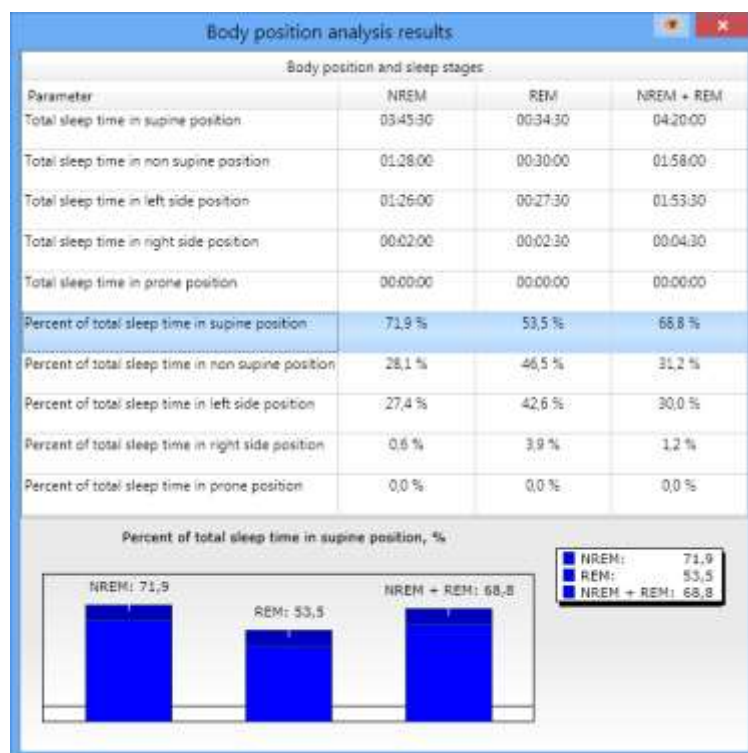 Body position analysis results
Body position and sleep stages
Parameter NREM REM NREM + REM
Total sleep time in supine position 03:45:30 00:34:30 04:20:00
Total sleep time in non supine position 01:28:00 00:30:00 01:58:00
Total sleep time in left side position 01:26:00 00:27:30 01:53:30
Total sleep time in right side position 00:02:00 00:02:30 00:04:30
Total sleep time in prone position 00:00:00 00:00:00 00:00:00
Percent of total sleep time in supine position 71,9 % 53,5 % 68,8 %
Percent of total sleep time in non supine position 28,1 % 46,5 % 31,2 %
Percent of total sleep time in left side position 27,4 % 42,6 % 30,0 %
Percent of total sleep time in right side position 0,6 % 3,9 % 1,2 %
Percent of total sleep time in prone position 0,0 % 0,0 % 0,0 %
Percent of total sleep time in supine position, %
NREM: 71,9
REM: 53,5
NREM + REM: 68,8
NREM: 71,9
REM: 53,5
NREM + REM: 68,8